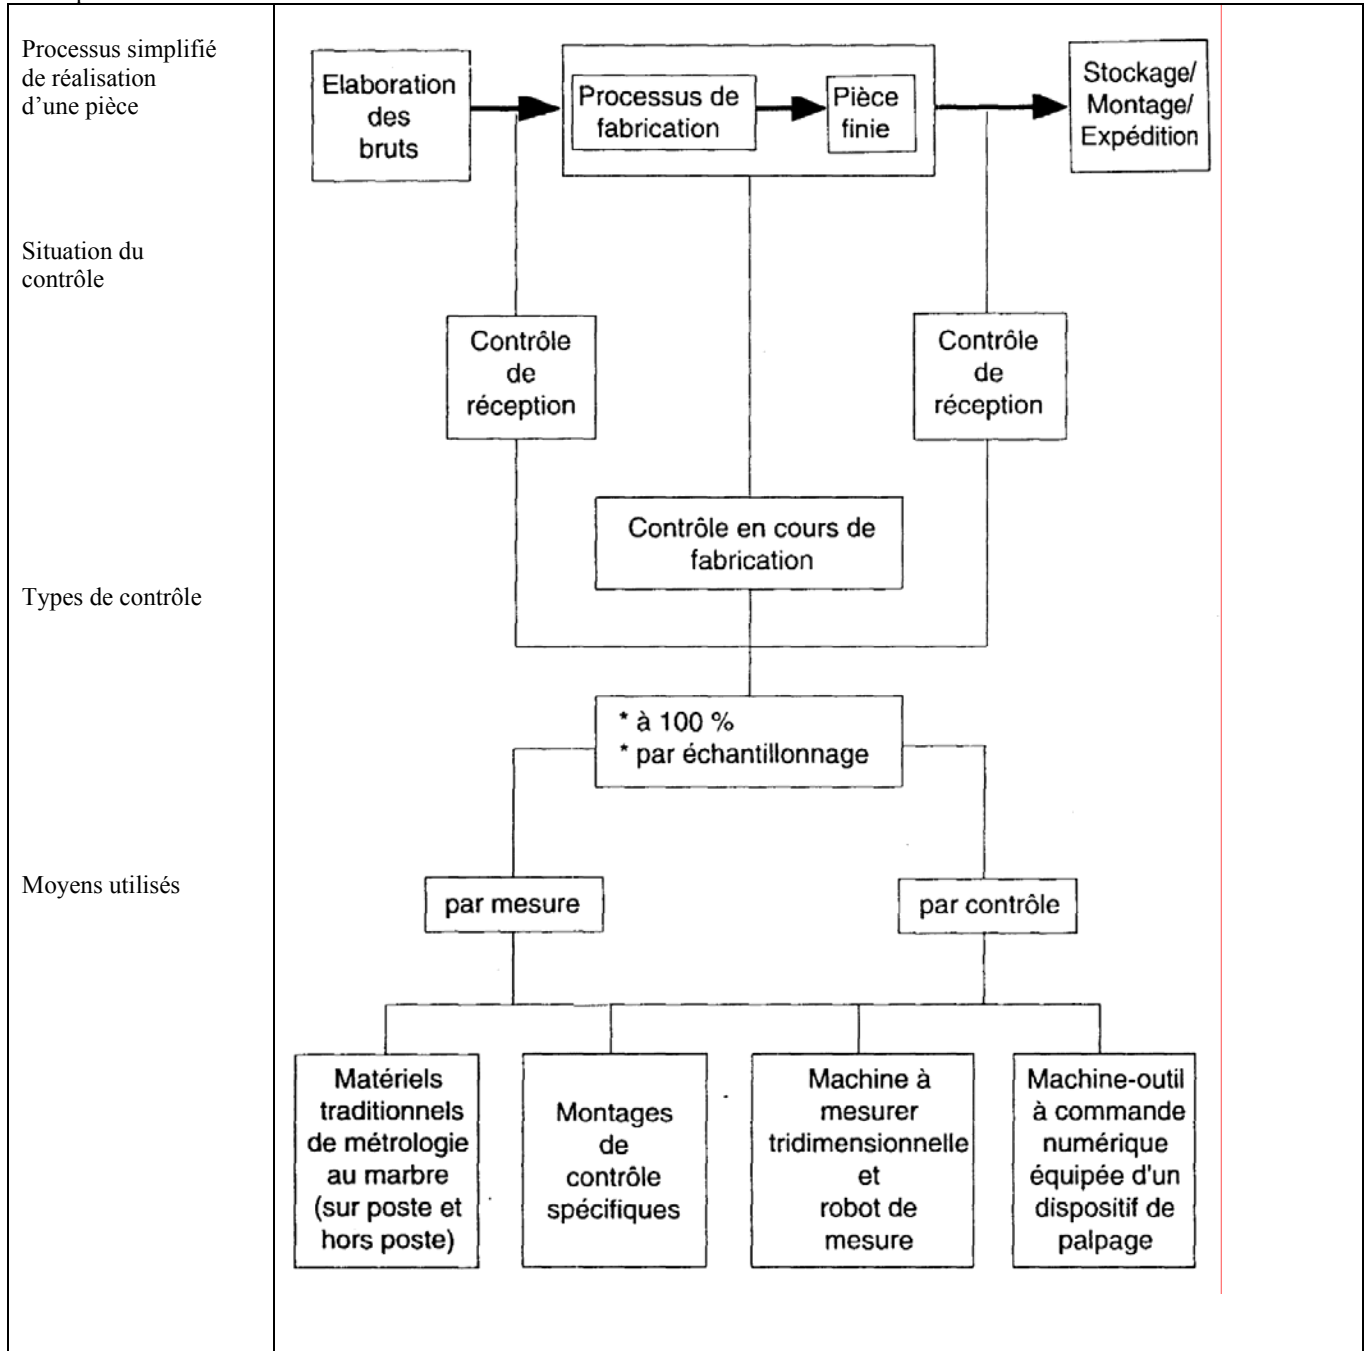 Processus simplifié
de réalisation
d'une pièce
Elaboration
des
bruts
Processus de
fabrication
Pièce
finie
Stockage/
Montage/
Expédition
Situation du
contrôle
Contrôle
de
réception
Contrôle
de
réception
Contrôle en cours de
fabrication
Types de contrôle
* à 100 %
* par échantillonnage
Moyens utilisés
par mesure
par contrôle
Matériels
traditionnels
de métrologie
au marbre
(sur poste et
hors poste)
Montages
de
contrôle
spécifiques
Machine à
mesurer
tridimensionnelle
et
robot de
mesure
Machine-outil
à commande
numérique
équipée d'un
dispositif de
palpage